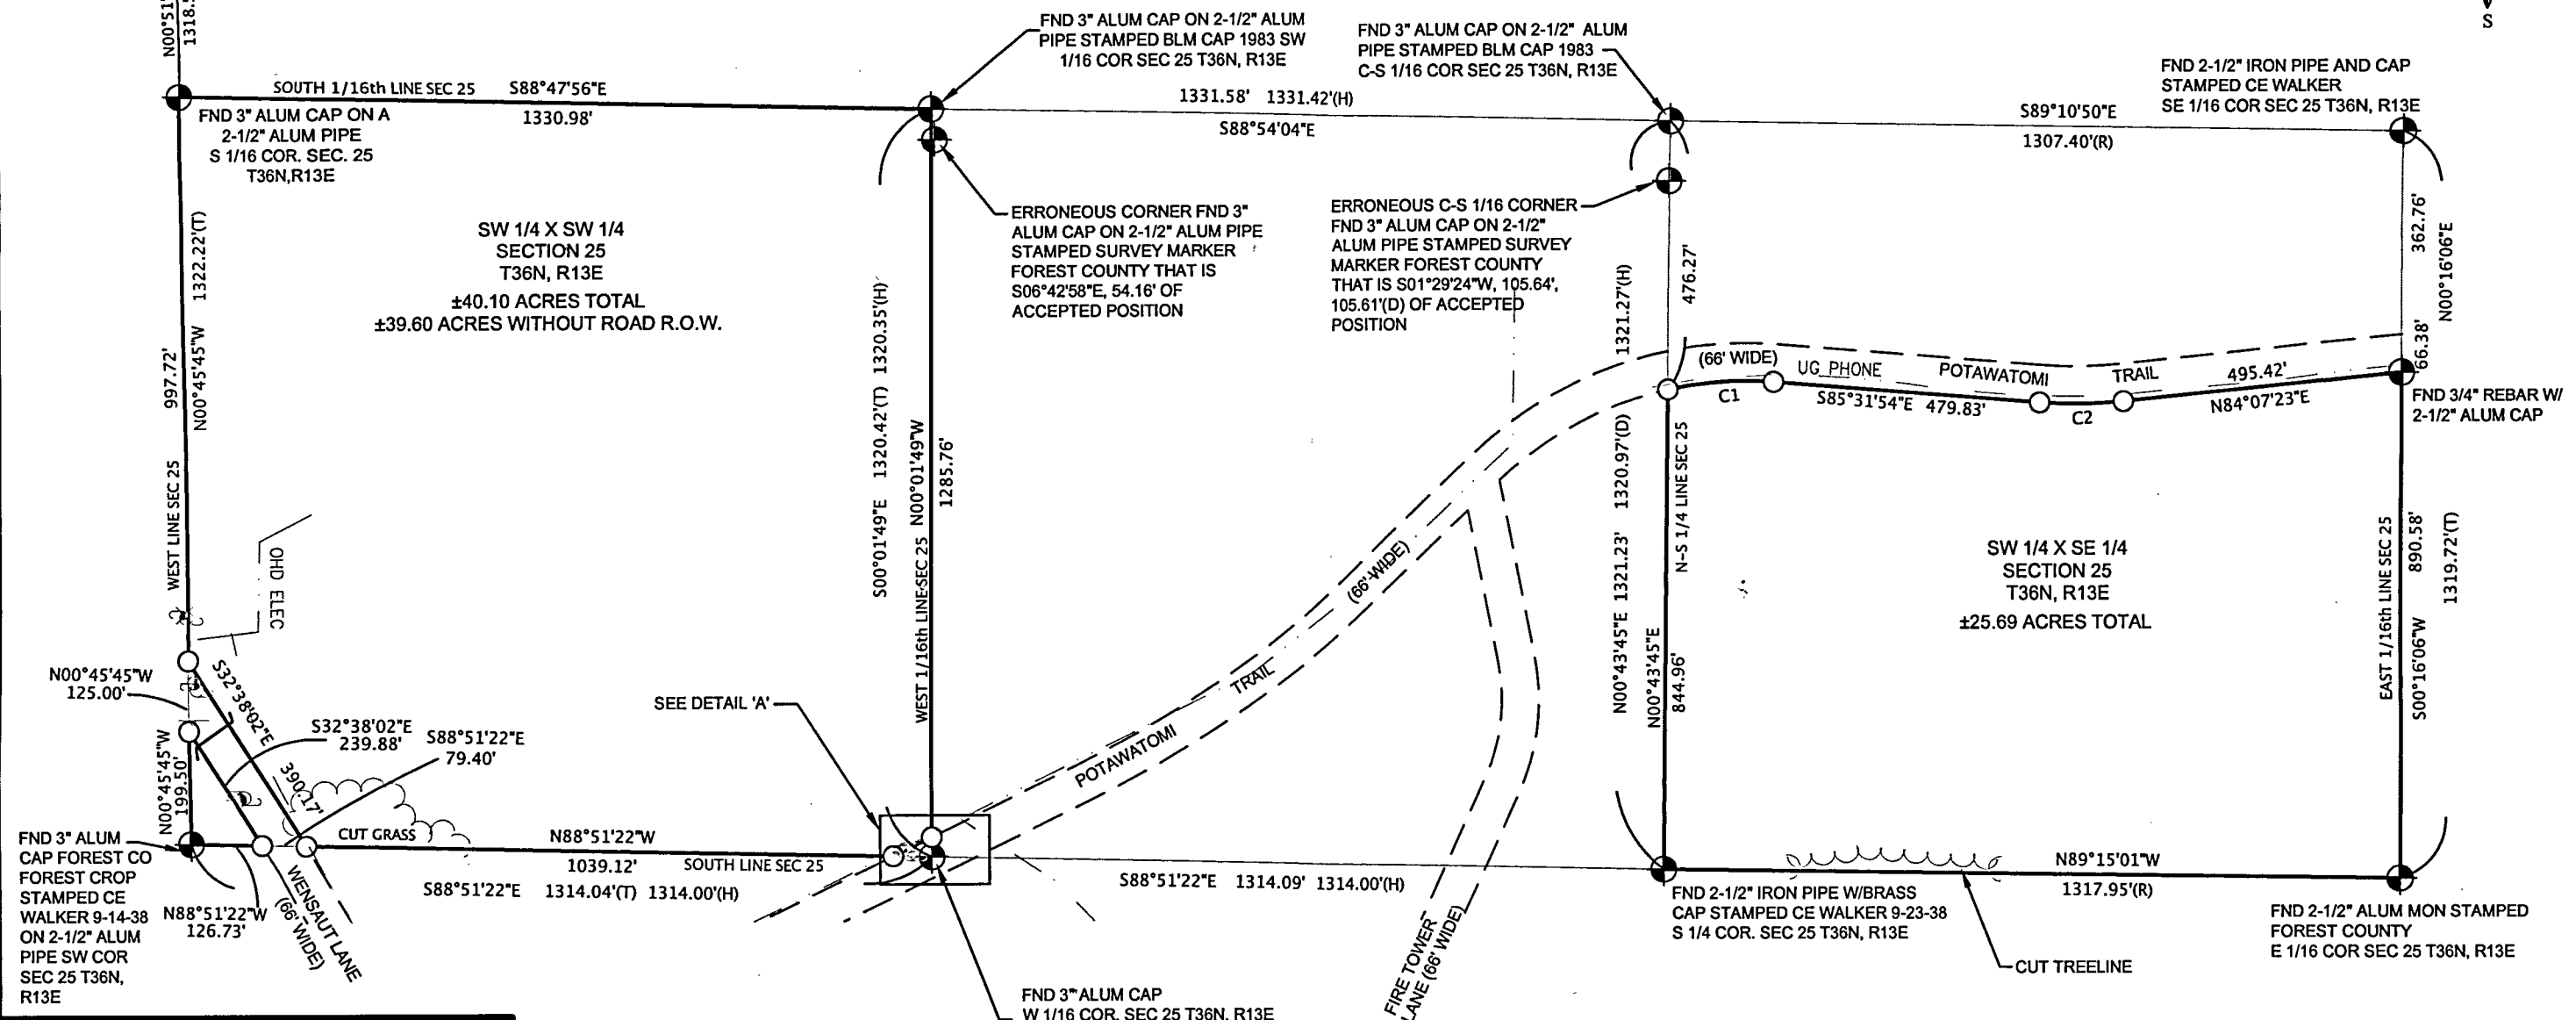 S
N00°51'
1318.
FND 3" ALUM CAP ON 2-1/2" ALUM
PIPE STAMPED BLM CAP 1983 SW
1/16 COR SEC 25 T36N, R13E
FND 3" ALUM CAP ON 2-1/2" ALUM
PIPE STAMPED BLM CAP 1983
C-S 1/16 COR SEC 25 T36N, R13E
FND 2-1/2" IRON PIPE AND CAP
STAMPED CE WALKER
SE 1/16 COR SEC 25 T36N, R13E
SOUTH 1/16th LINE SEC 25 S88°47'56"E
1330.98'
1331.58' 1331.42'(H)
S88°54'04"E
S89°10'50"E
1307.40'(R)
FND 3" ALUM CAP ON A
2-1/2" ALUM PIPE
S 1/16 COR. SEC. 25
T36N,R13E
SW 1/4 X SW 1/4
SECTION 25
T36N, R13E
±40.10 ACRES TOTAL
±39.60 ACRES WITHOUT ROAD R.O.W.
ERRONEOUS CORNER FND 3"
ALUM CAP ON 2-1/2" ALUM PIPE
STAMPED SURVEY MARKER
FOREST COUNTY THAT IS
S06°42'58"E, 54.16' OF
ACCEPTED POSITION
ERRONEOUS C-S 1/16 CORNER
FND 3" ALUM CAP ON 2-1/2"
ALUM PIPE STAMPED SURVEY
MARKER FOREST COUNTY
THAT IS S01°29'24"W, 105.64',
105.61'(D) OF ACCEPTED
POSITION
997.72'
N00°45'45"W 1322.22'(T)
WEST LINE SEC 25
S00°01'49"E 1320.42'(T) 1320.35'(H)
WEST 1/16th LINE SEC 25 N00°01'49"W
1285.76'
N00°43'45"E 1321.23' 1320.97'(D) 1321.27'(H)
476.27'
N-S 1/4 LINE SEC 25
N00°43'45"E
844.96'
362.76'
N00°16'06"E
66.38'
(66' WIDE)
UG PHONE
POTAWATOMI
TRAIL
495.42'
C1
S85°31'54"E 479.83'
C2
N84°07'23"E
FND 3/4" REBAR W/
2-1/2" ALUM CAP
EAST 1/16th LINE SEC 25
S00°16'06"W 890.58'
1319.72'(T)
SW 1/4 X SE 1/4
SECTION 25
T36N, R13E
±25.69 ACRES TOTAL
OHD ELEC
N00°45'45"W
125.00'
S32°38'02"E
390.17'
S32°38'02"E
239.88'
S88°51'22"E
79.40'
N00°45'45"W
199.50'
SEE DETAIL 'A'
POTAWATOMI
TRAIL
(66' WIDE)
FND 3" ALUM
CAP FOREST CO
FOREST CROP
STAMPED CE
WALKER 9-14-38
ON 2-1/2" ALUM
PIPE SW COR
SEC 25 T36N,
R13E
N88°51'22"W
126.73'
WENSAUT LANE
(66' WIDE)
CUT GRASS
N88°51'22"W
1039.12'
SOUTH LINE SEC 25
S88°51'22"E 1314.04'(T) 1314.00'(H)
S88°51'22"E 1314.09' 1314.00'(H)
FIRE TOWER
LANE (66' WIDE)
N89°15'01"W
1317.95'(R)
FND 2-1/2" IRON PIPE W/BRASS
CAP STAMPED CE WALKER 9-23-38
S 1/4 COR. SEC 25 T36N, R13E
CUT TREELINE
FND 2-1/2" ALUM MON STAMPED
FOREST COUNTY
E 1/16 COR SEC 25 T36N, R13E
FND 3" ALUM CAP
W 1/16 COR. SEC 25 T36N, R13E